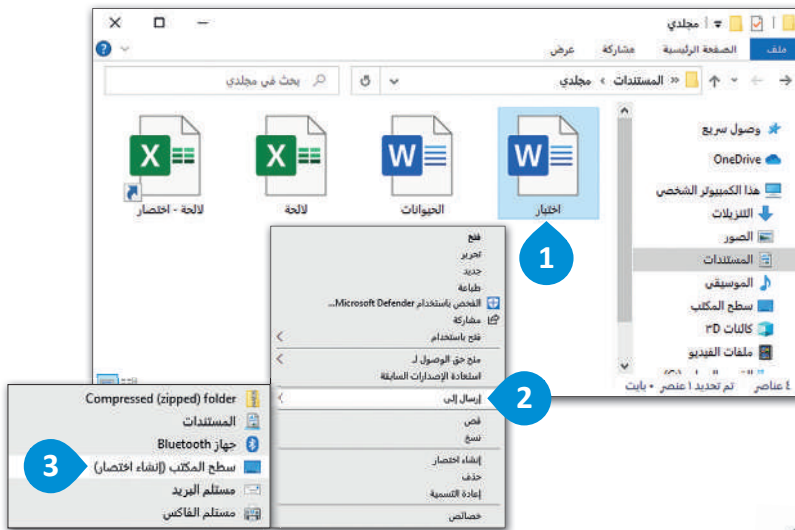 مجلدي
ملف الصفحة الرئيسية مشاركة عرض
المستندات › مجلدي
بحث في مجلدي
وصول سريع
OneDrive
هذا الكمبيوتر الشخصي
التنزيلات
الصور
المستندات
الموسيقى
سطح المكتب
كائنات ٣D
ملفات الفيديو
٤ عناصر تم تحديد ١ عنصر ٠ بايت
اختبار
الحيوانات
لائحة
لائحة - اختصار
1
فتح
تحرير
جديد
طباعة
الفحص باستخدام Microsoft Defender...
مشاركة
فتح باستخدام
منح حق الوصول لـ
استعادة الإصدارات السابقة
إرسال إلى
2
قص
نسخ
إنشاء اختصار
حذف
إعادة التسمية
خصائص
Compressed (zipped) folder
المستندات
جهاز Bluetooth
سطح المكتب (إنشاء اختصار)
3
مستلم البريد
مستلم الفاكس